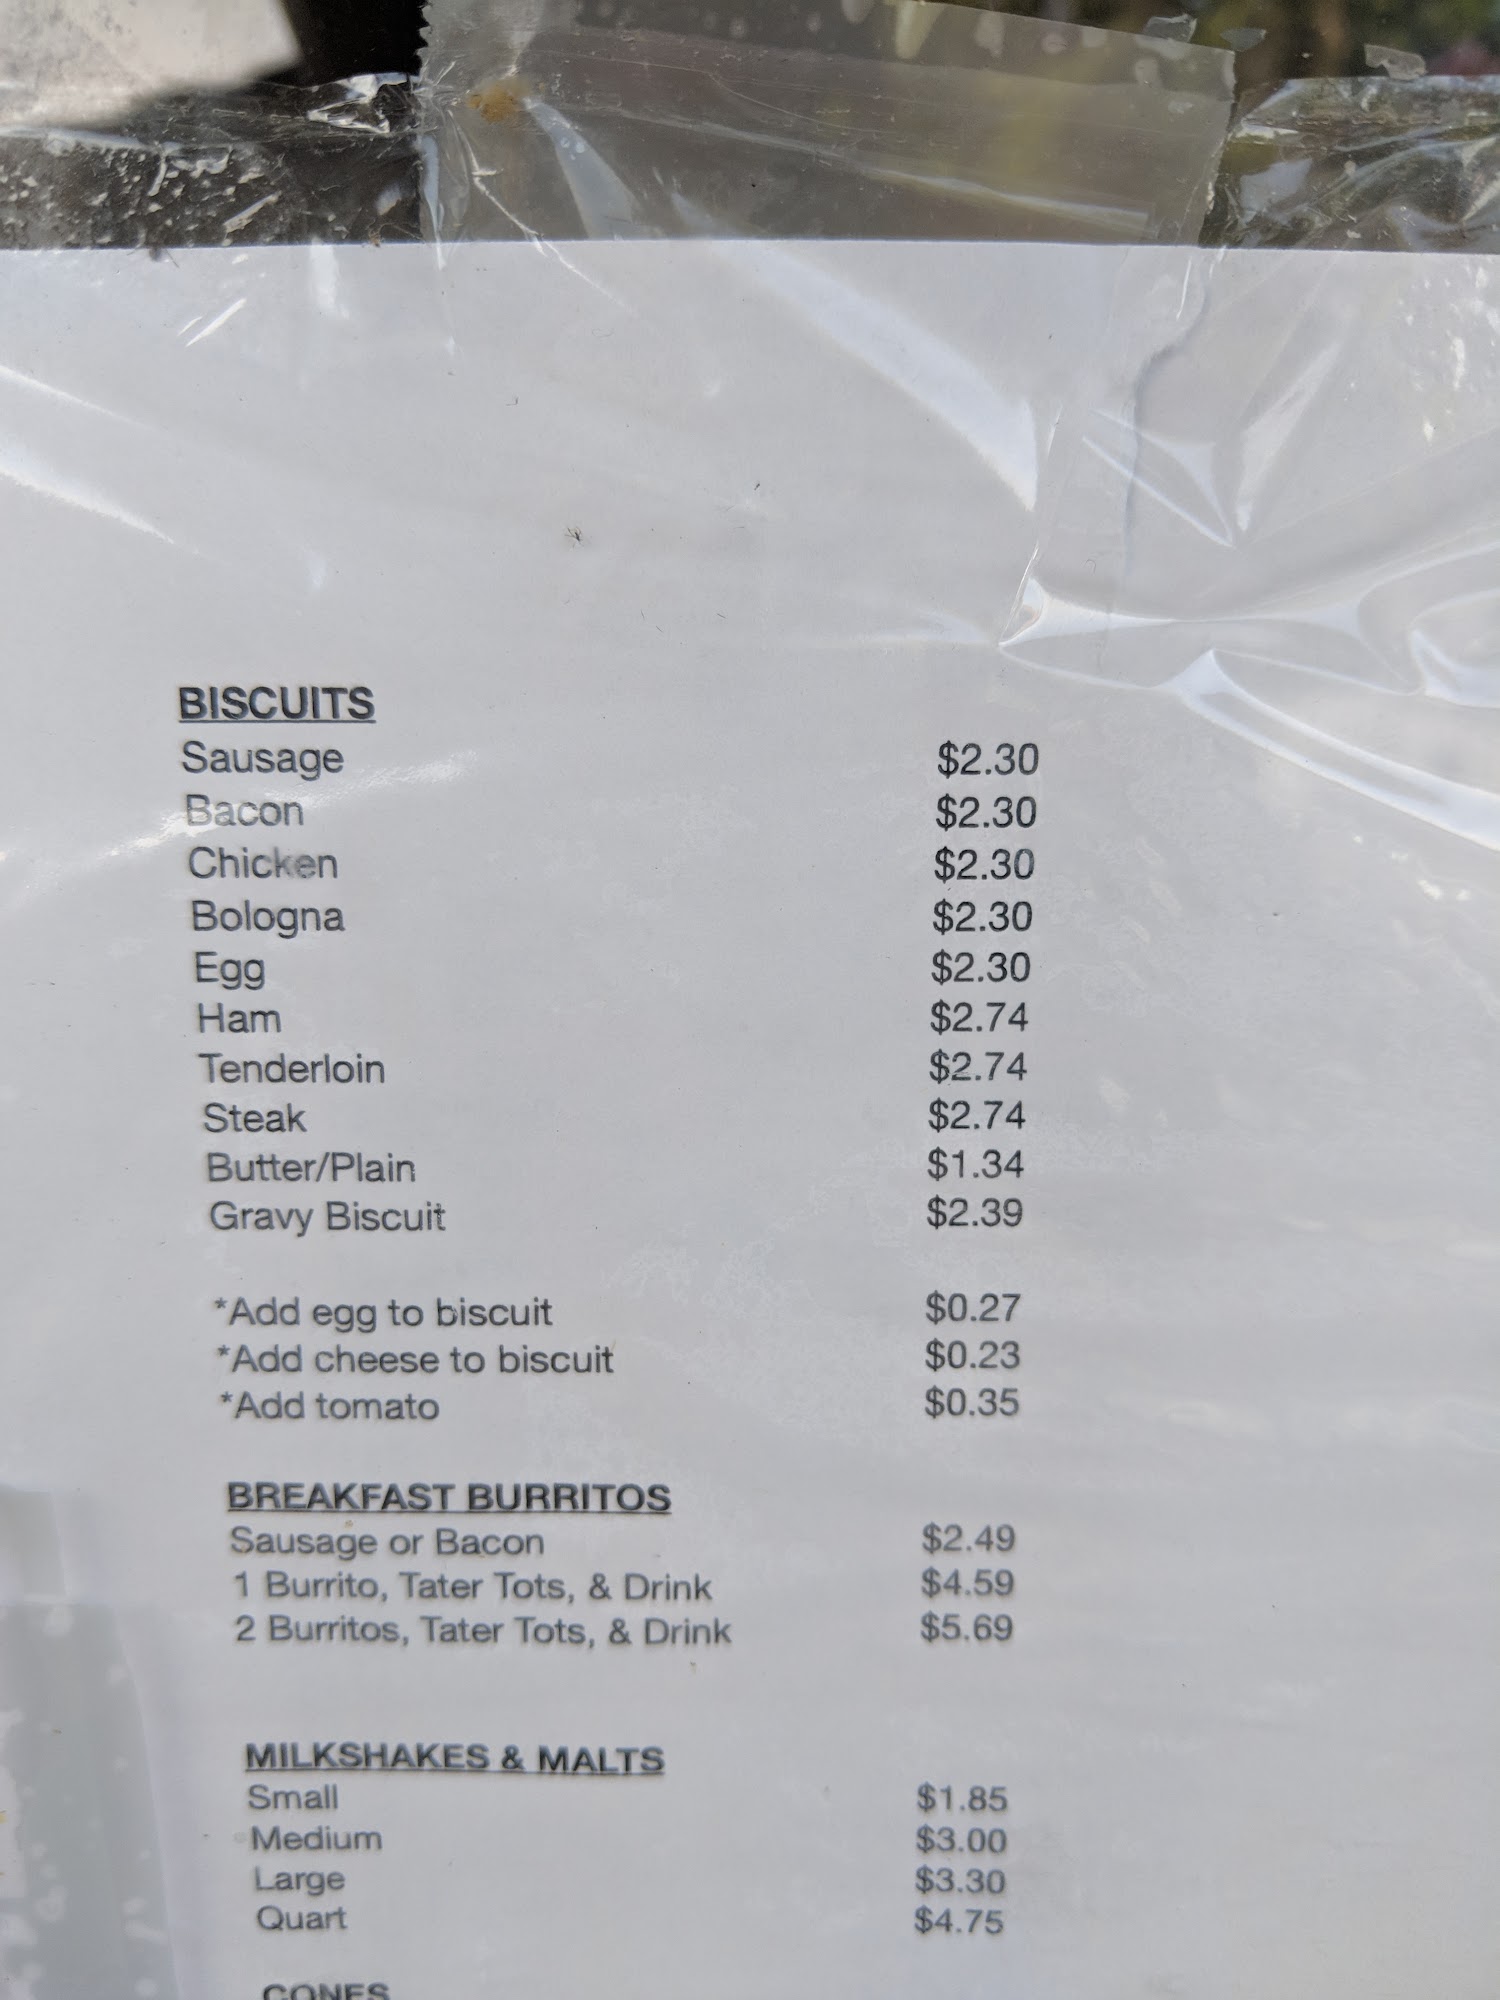 BISCUITS
Sausage $2.30
Bacon $2.30
Chicken $2.30
Bologna $2.30
Egg $2.30
Ham $2.74
Tenderloin $2.74
Steak $2.74
Butter/Plain $1.34
Gravy Biscuit $2.39
*Add egg to biscuit $0.27
*Add cheese to biscuit $0.23
*Add tomato $0.35
BREAKFAST BURRITOS
Sausage or Bacon $2.49
1 Burrito, Tater Tots, & Drink $4.59
2 Burritos, Tater Tots, & Drink $5.69
MILKSHAKES & MALTS
Small $1.85
Medium $3.00
Large $3.30
Quart $4.75
CONES